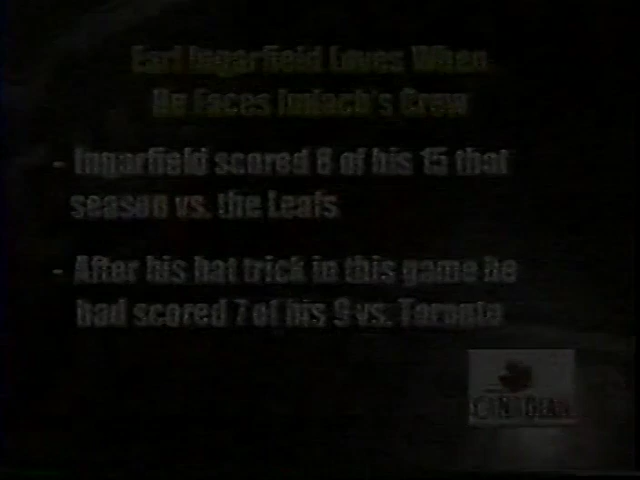 Earl Ingarfield Loves When
He Faces Imlach's Crew
- Ingarfield scored 8 of his 15 that
season vs. the Leafs
- After his hat trick in this game he
had scored 7 of his 9 vs. Toronto
CANADIAN